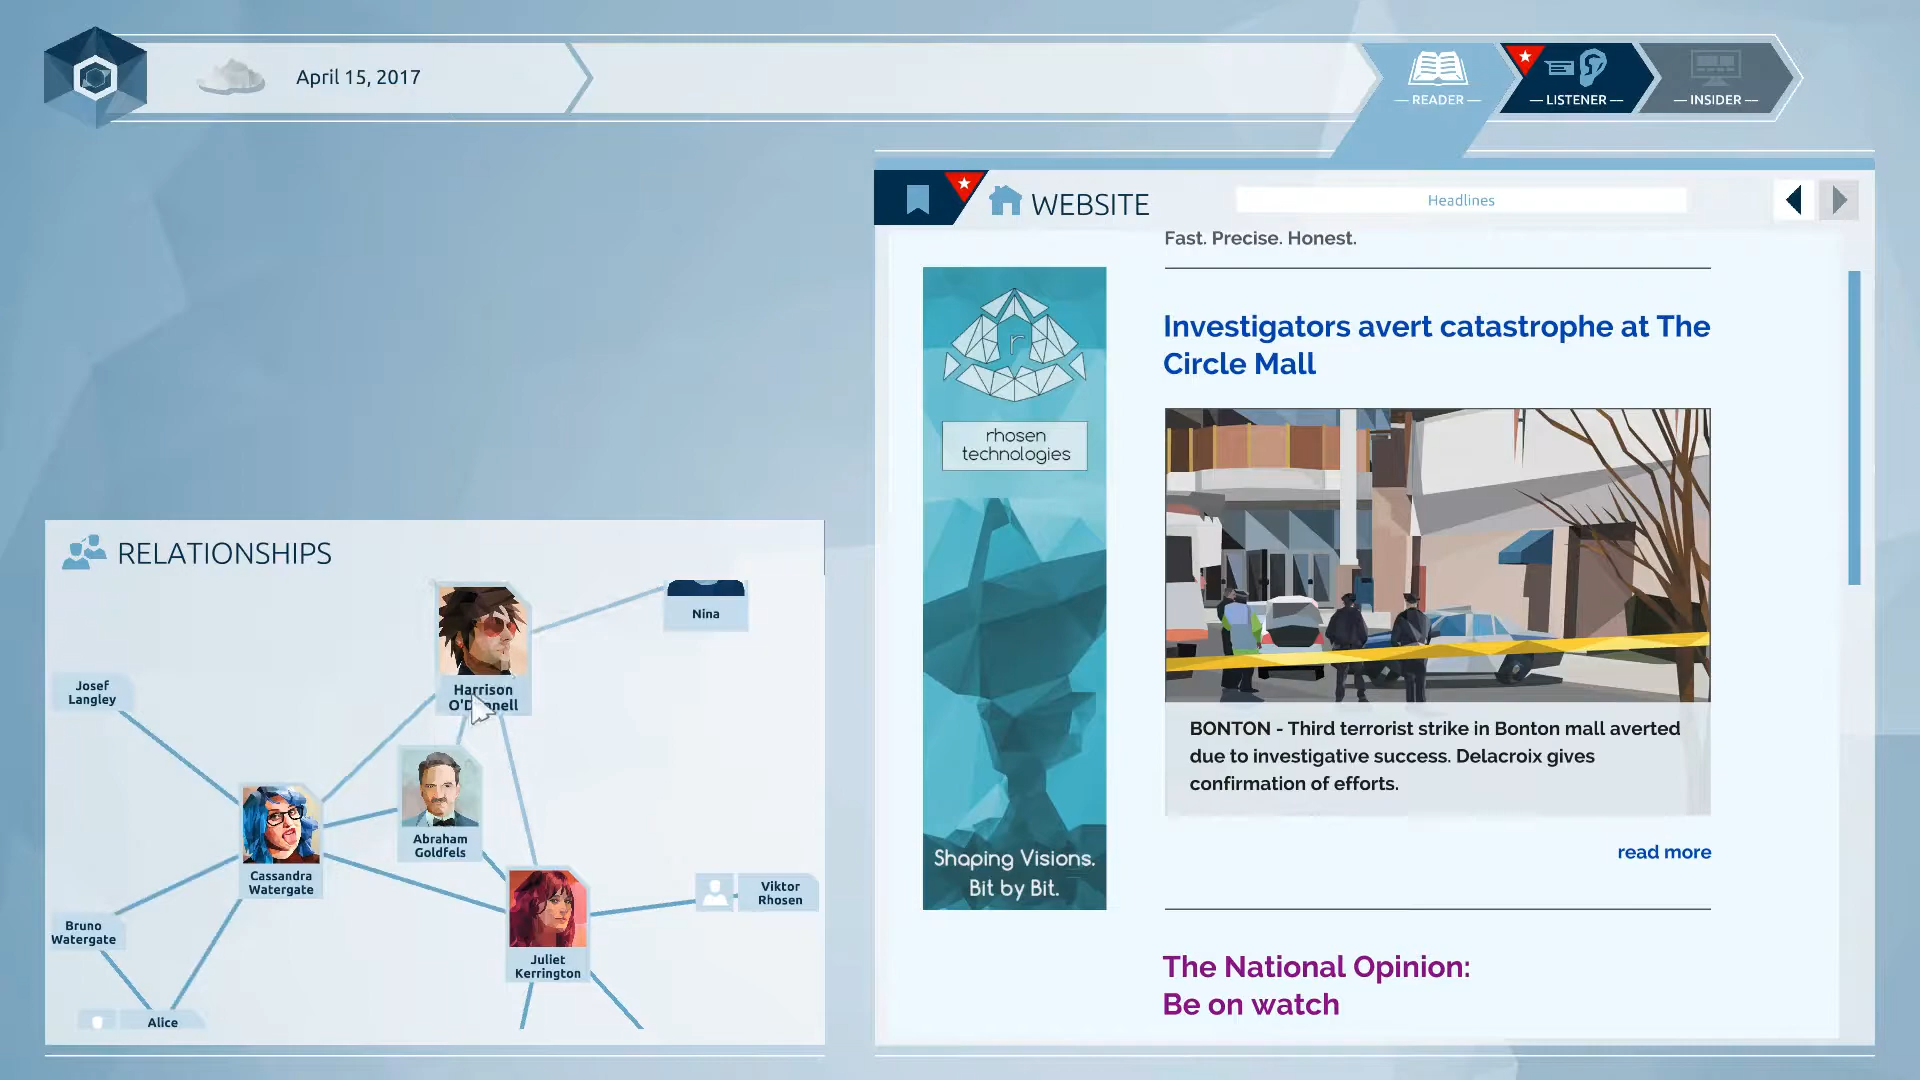 April 15, 2017
READER
LISTENER
INSIDER
WEBSITE
Headlines
Fast. Precise. Honest.
r
rhosen
technologies
Shaping Visions.
Bit by Bit.
Investigators avert catastrophe at The
Circle Mall
BONTON - Third terrorist strike in Bonton mall averted
due to investigative success. Delacroix gives
confirmation of efforts.
read more
The National Opinion:
Be on watch
RELATIONSHIPS
Nina
Harrison
O'Donnell
Josef
Langley
Abraham
Goldfels
Cassandra
Watergate
Viktor
Rhosen
Bruno
Watergate
Juliet
Kerrington
Alice